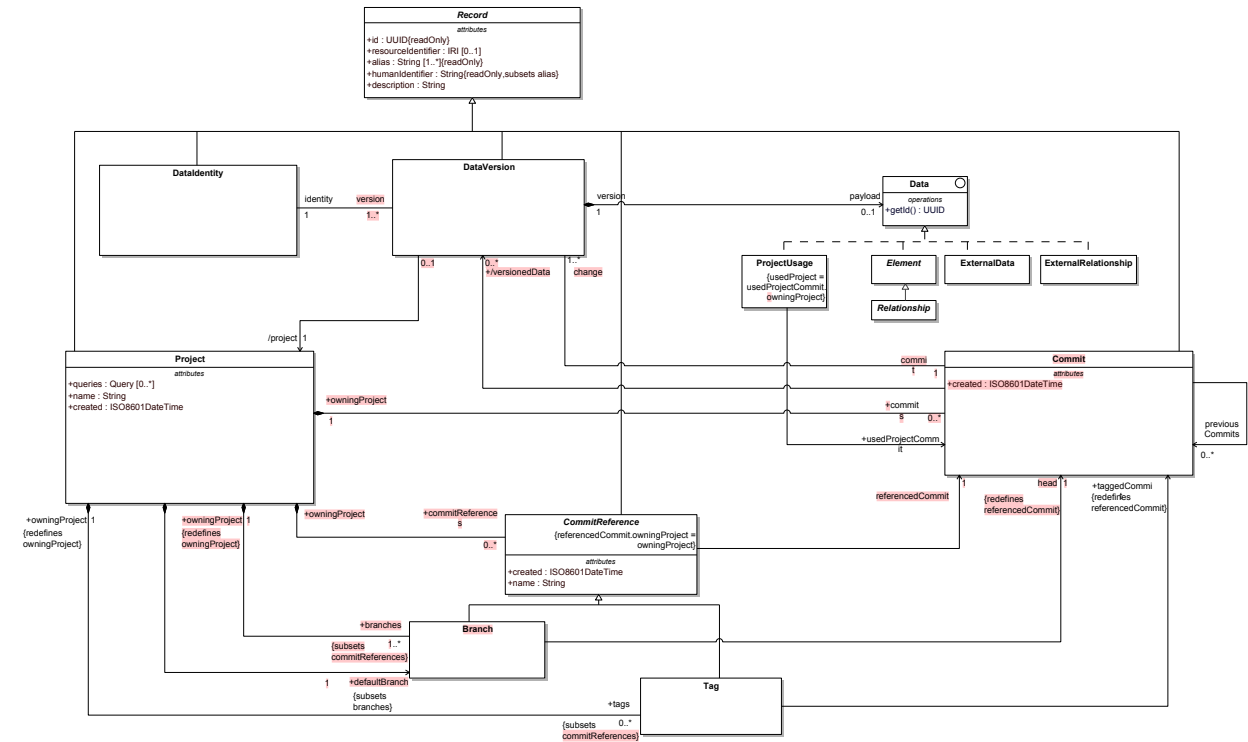 Record
attributes
+id : UUID{readOnly}
+resourceIdentifier : IRI [0..1]
+alias : String [1..*]{readOnly}
+humanIdentifier : String{readOnly,subsets alias}
+description : String
DataIdentity
identity
1
version
1..*
DataVersion
version
1
payload
0..1
Data
operations
+getId() : UUID
ProjectUsage
{usedProject =
usedProjectCommit.
owningProject}
Element
Relationship
ExternalData
ExternalRelationship
0..1
0..*
+/versionedData
1..*
change
/project 1
Project
attributes
+queries : Query [0..*]
+name : String
+created : ISO8601DateTime
commi
t
1
Commit
attributes
+created : ISO8601DateTime
+owningProject
1
+commit
s
0..*
+usedProjectComm
it
previous
Commits
0..*
+owningProject 1
{redefines
owningProject}
+owningProject 1
{redefines
owningProject}
+owningProject
+commitReference
s
0..*
CommitReference
{referencedCommit.owningProject =
owningProject}
attributes
+created : ISO8601DateTime
+name : String
referencedCommit
1
head 1
{redefines
referencedCommit}
+taggedCommi
{redefines
referencedCommit}
+branches
1..*
{subsets
commitReferences}
Branch
1
+defaultBranch
{subsets
branches}
Tag
+tags
0..*
{subsets
commitReferences}